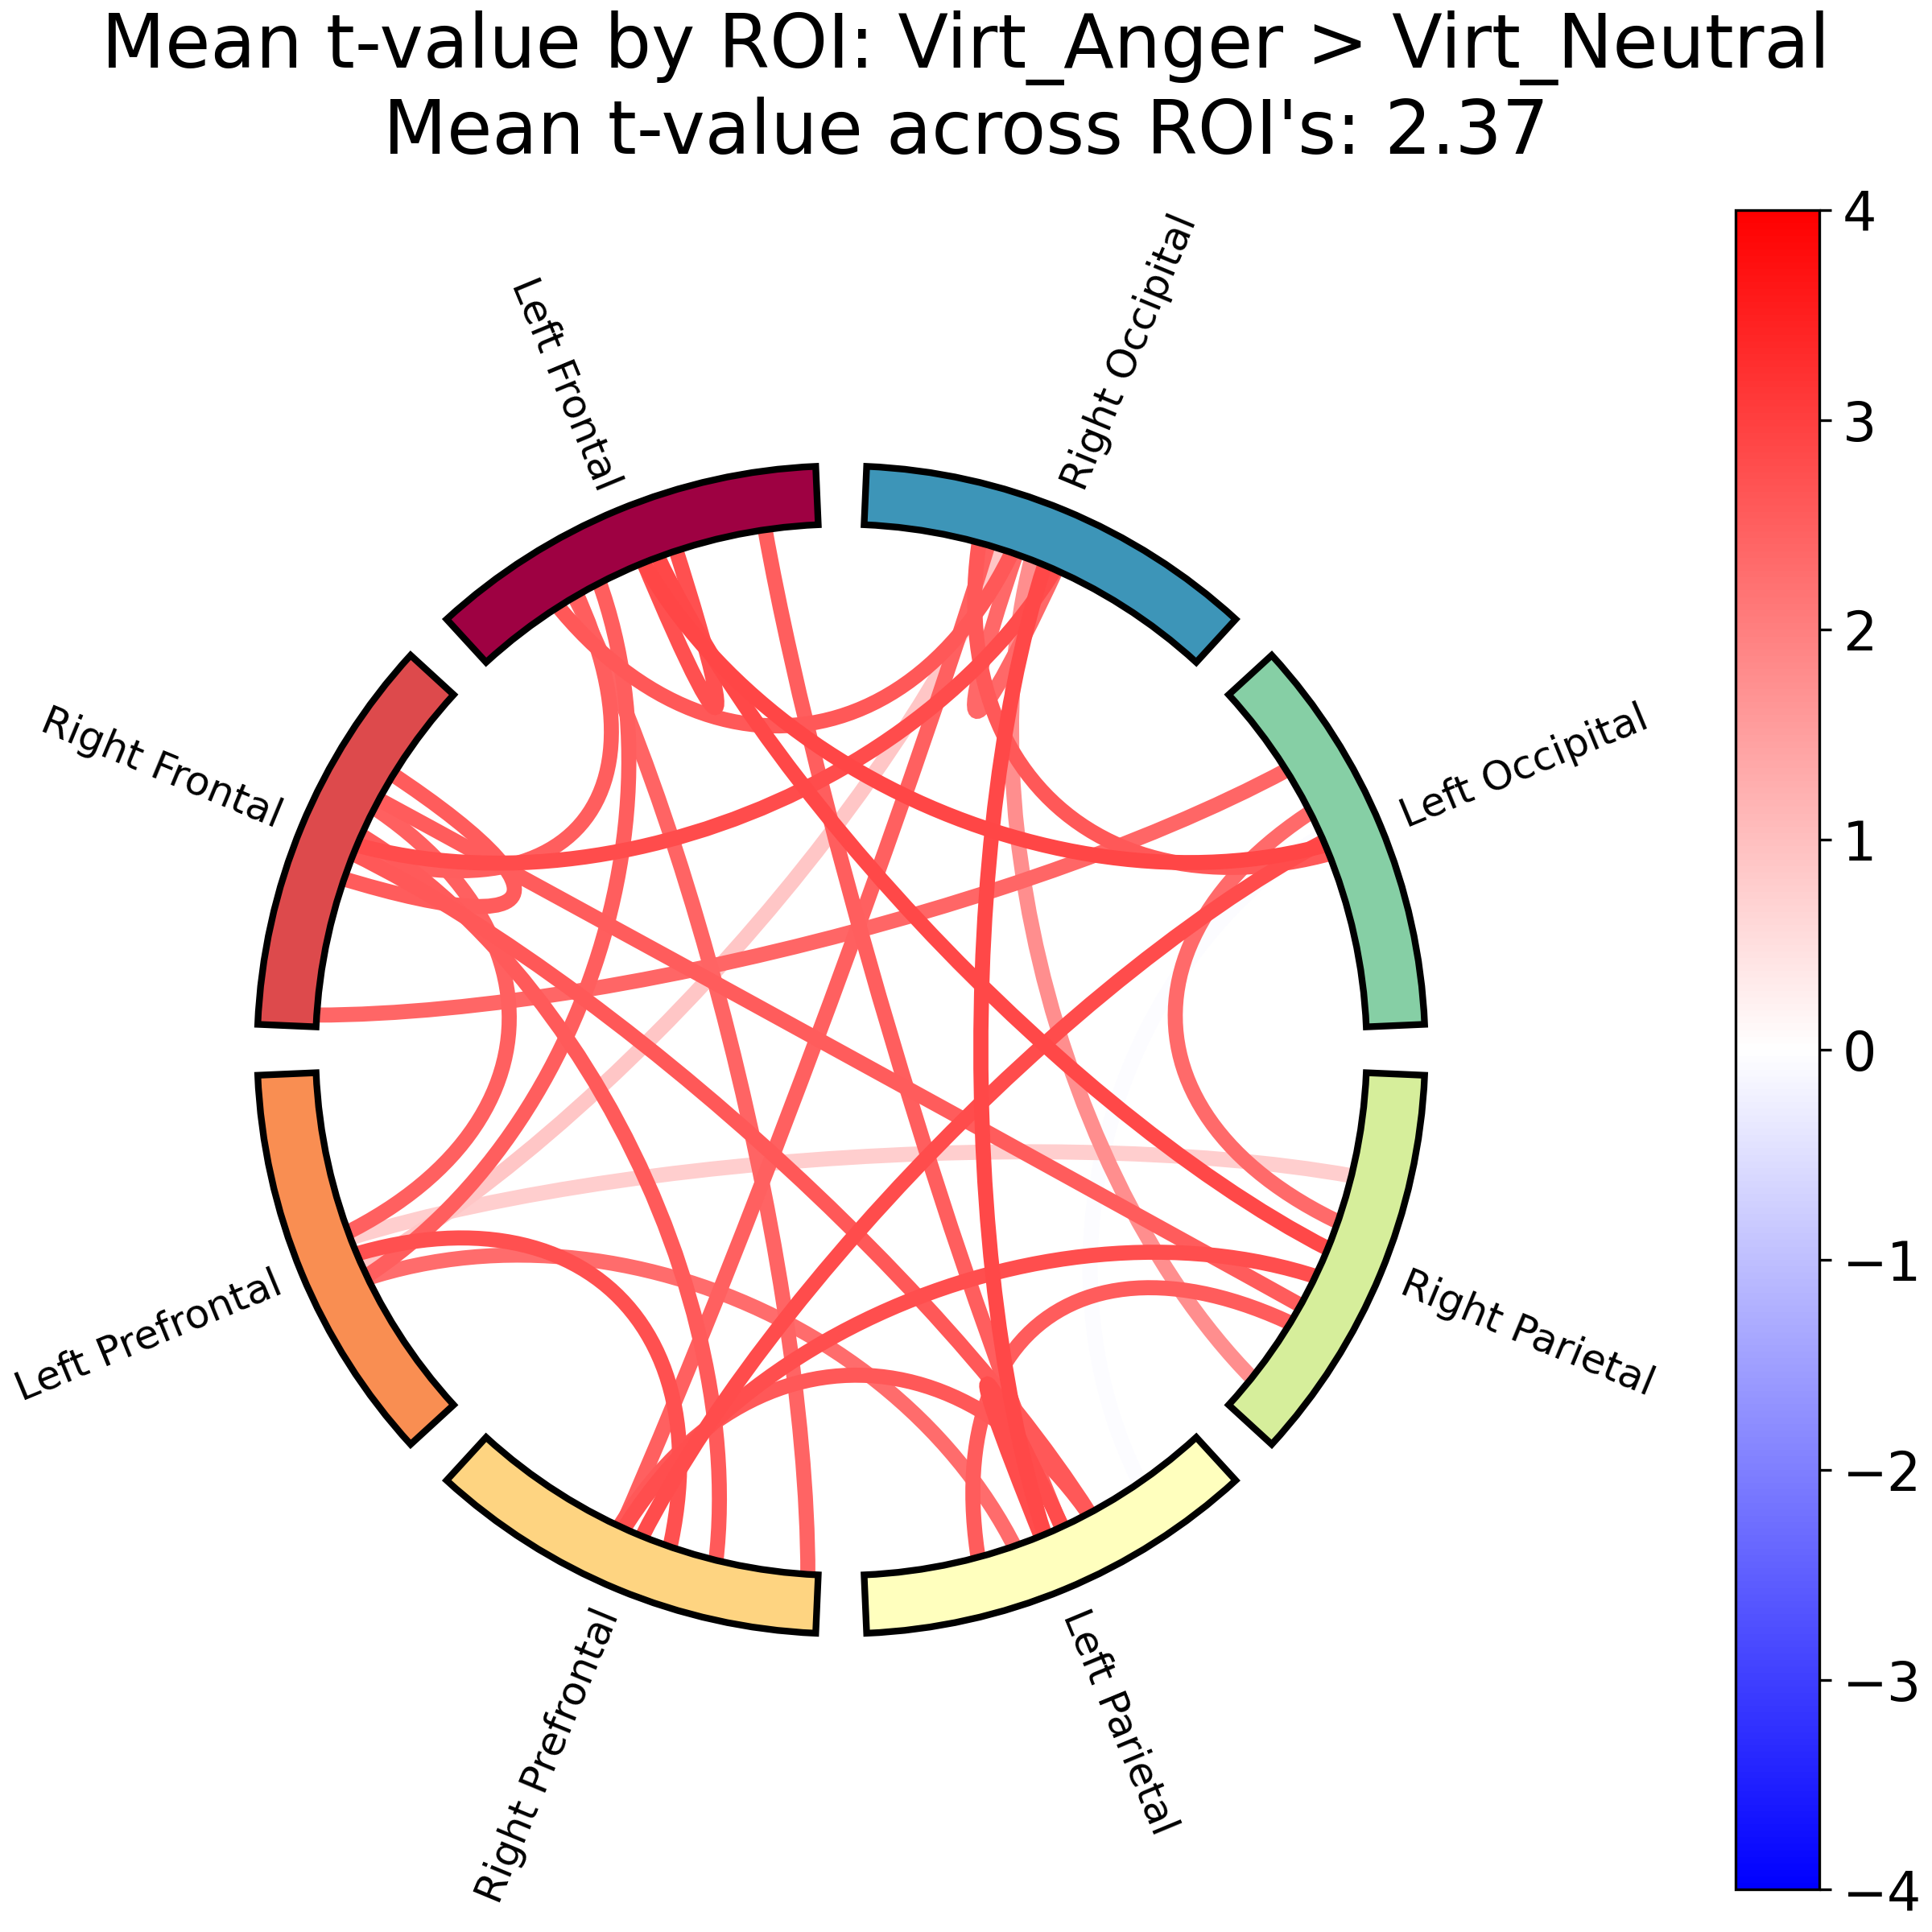 Mean t-value by ROI: Virt_Anger > Virt_Neutral
Mean t-value across ROI's: 2.37
Left Frontal
Right Occipital
Right Frontal
Left Occipital
Left Prefrontal
Right Parietal
Right Prefrontal
Left Parietal
4
3
2
1
0
−1
−2
−3
−4